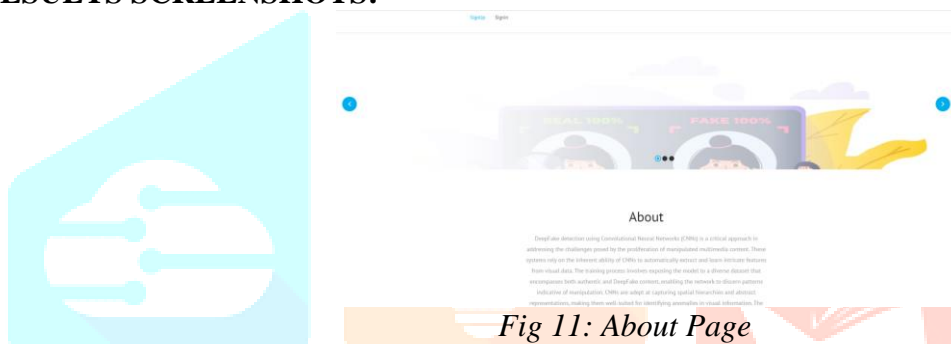 ESULTS SCREENSHOTS:
SignUp SignIn
REAL 100% FAKE 100%
About
DeepFake detection using Convolutional Neural Networks (CNNs) is a critical approach in
addressing the challenges posed by the proliferation of manipulated multimedia content. These
systems rely on the inherent ability of CNNs to automatically extract and learn intricate features
from visual data. The training process involves exposing the model to a diverse dataset that
encompasses both authentic and DeepFake content, enabling the network to discern patterns
indicative of manipulation. CNNs are adept at capturing spatial hierarchies and abstract
representations, making them well-suited for identifying anomalies in visual information. The
Fig 11: About Page